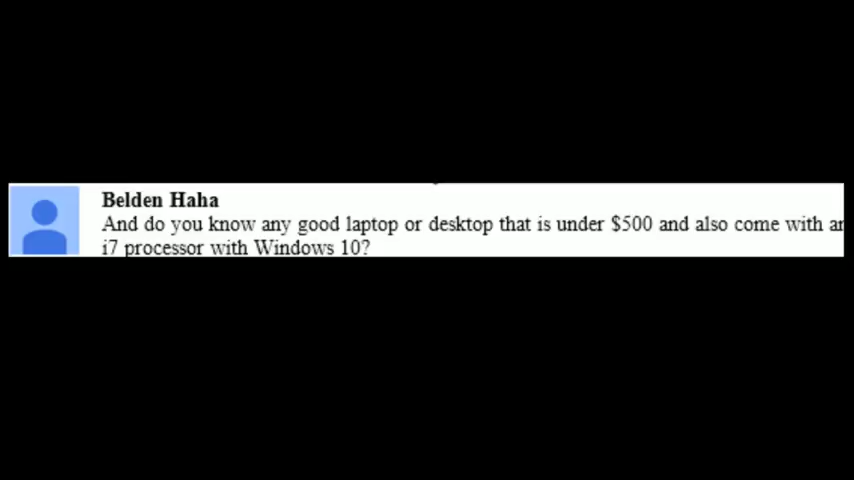 Belden Haha
And do you know any good laptop or desktop that is under $500 and also come with
i7 processor with Windows 10?